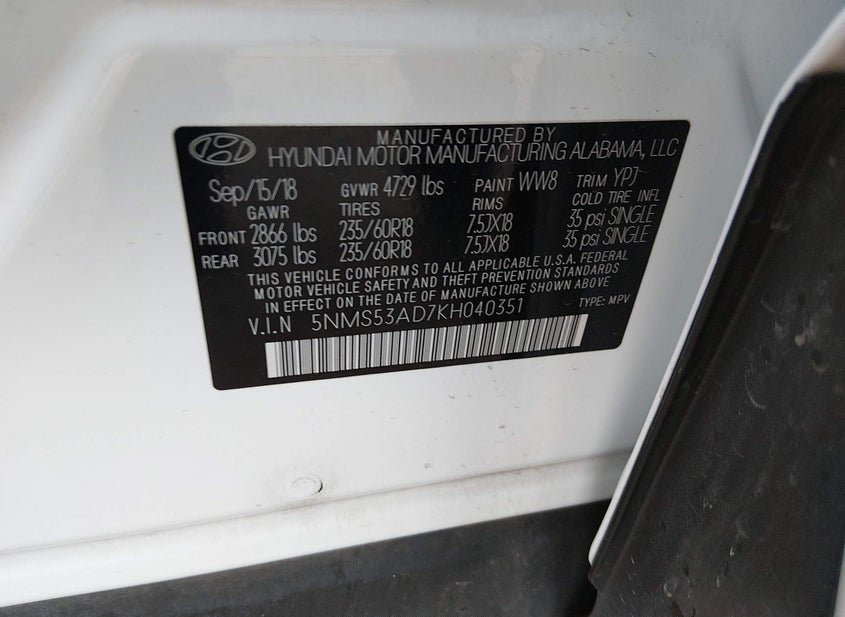 MANUFACTURED BY
HYUNDAI MOTOR MANUFACTURING ALABAMA, LLC
Sep/15/18 GVWR 4729 lbs PAINT WW8 TRIM YPJ
GAWR TIRES RIMS COLD TIRE INFL
FRONT 2866 lbs 235/60R18 7.5JX18 35 psi SINGLE
REAR 3075 lbs 235/60R18 7.5JX18 35 psi SINGLE
THIS VEHICLE CONFORMS TO ALL APPLICABLE U.S.A. FEDERAL
MOTOR VEHICLE SAFETY AND THEFT PREVENTION STANDARDS
IN EFFECT ON THE DATE OF MANUFACTURE SHOWN ABOVE
V.I.N 5NMS53AD7KH040351 TYPE: MPV